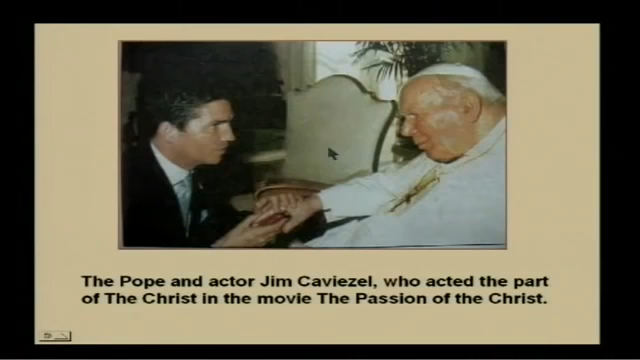 The Pope and actor Jim Caviezel, who acted the part
of The Christ in the movie The Passion of the Christ.